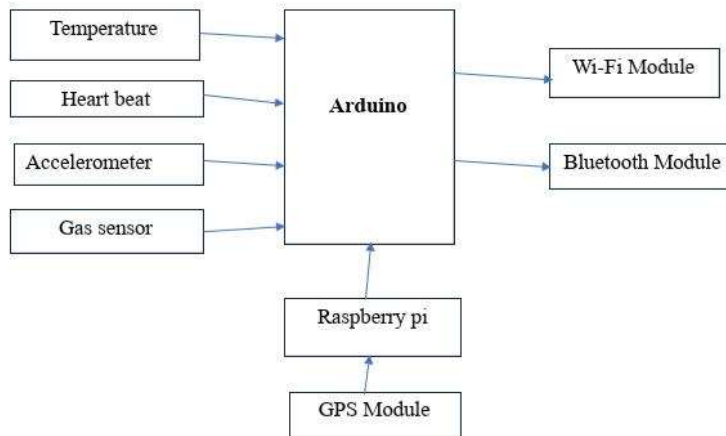 Temperature
Heart beat
Accelerometer
Gas sensor
Arduino
Wi-Fi Module
Bluetooth Module
Raspberry pi
GPS Module